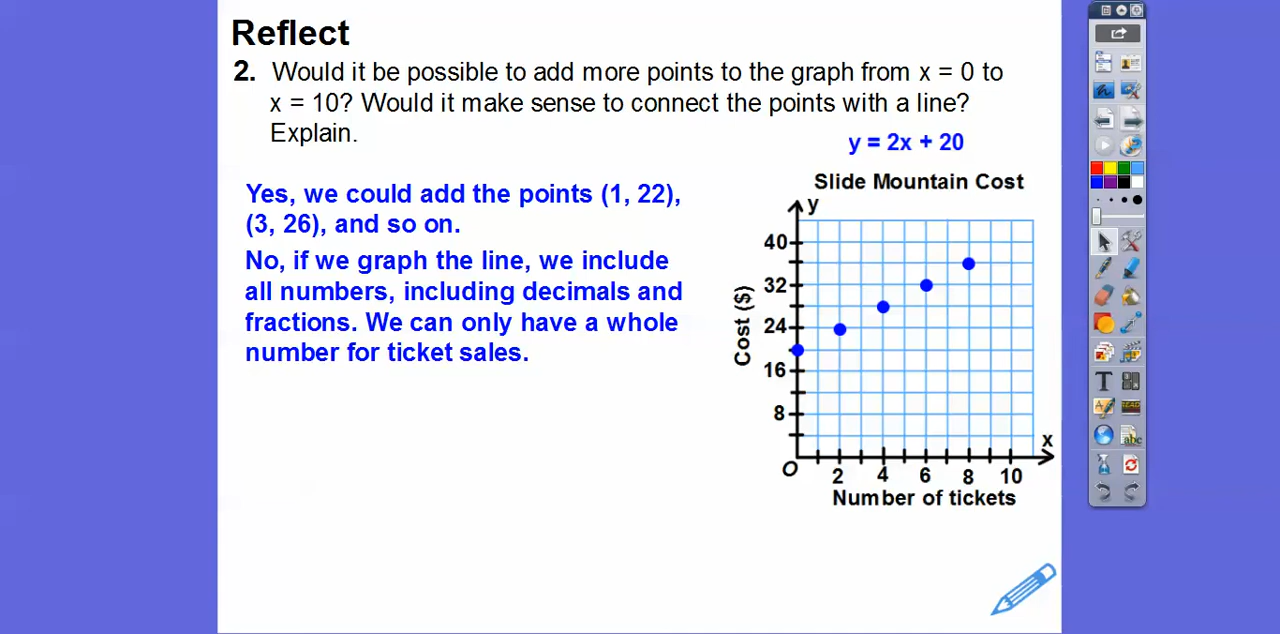 Reflect
2. Would it be possible to add more points to the graph from x = 0 to
x = 10? Would it make sense to connect the points with a line?
Explain.
y = 2x + 20
Yes, we could add the points (1, 22),
(3, 26), and so on.
No, if we graph the line, we include
all numbers, including decimals and
fractions. We can only have a whole
number for ticket sales.
Slide Mountain Cost
y
40
32
24
16
8
Cost ($)
O
2 4 6 8 10
x
Number of tickets
T
abc